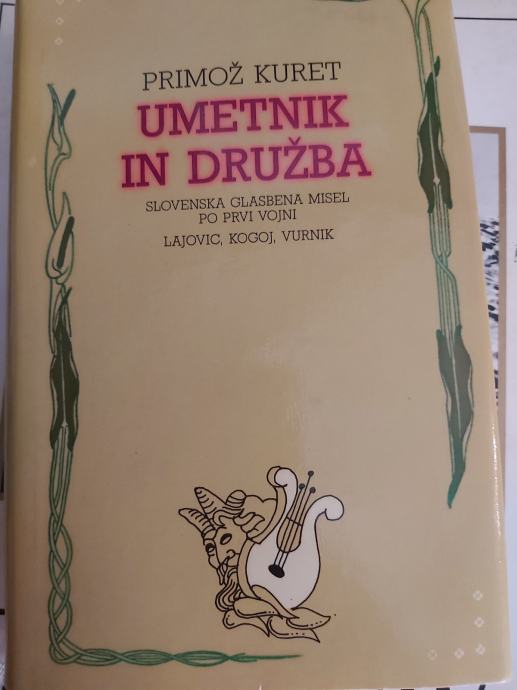 PRIMOŽ KURET
UMETNIK
IN DRUŽBA
SLOVENSKA GLASBENA MISEL
PO PRVI VOJNI
LAJOVIC, KOGOJ, VURNIK